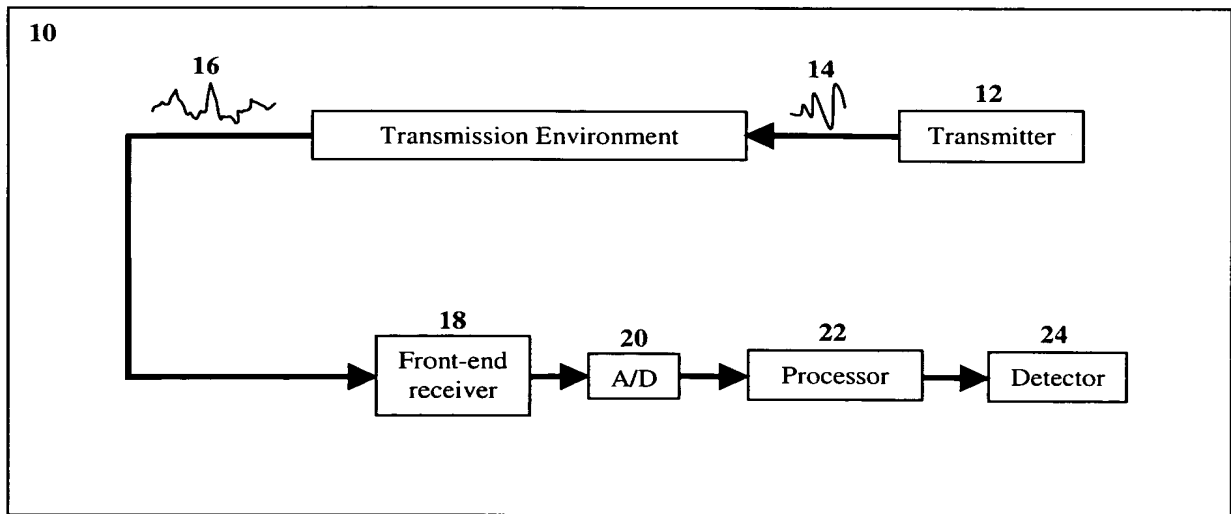 10
16
14
12
Transmission Environment
Transmitter
18
20
22
24
Front-end
receiver
A/D
Processor
Detector